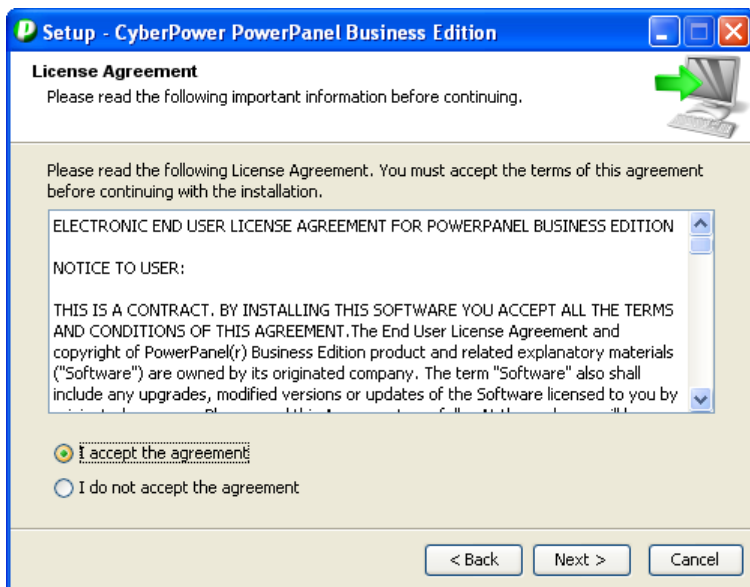 Setup - CyberPower PowerPanel Business Edition
License Agreement
Please read the following important information before continuing.
Please read the following License Agreement. You must accept the terms of this agreement
before continuing with the installation.
ELECTRONIC END USER LICENSE AGREEMENT FOR POWERPANEL BUSINESS EDITION
NOTICE TO USER:
THIS IS A CONTRACT. BY INSTALLING THIS SOFTWARE YOU ACCEPT ALL THE TERMS
AND CONDITIONS OF THIS AGREEMENT.The End User License Agreement and
copyright of PowerPanel(r) Business Edition product and related explanatory materials
("Software") are owned by its originated company. The term "Software" also shall
include any upgrades, modified versions or updates of the Software licensed to you by
I accept the agreement
I do not accept the agreement
< Back
Next >
Cancel